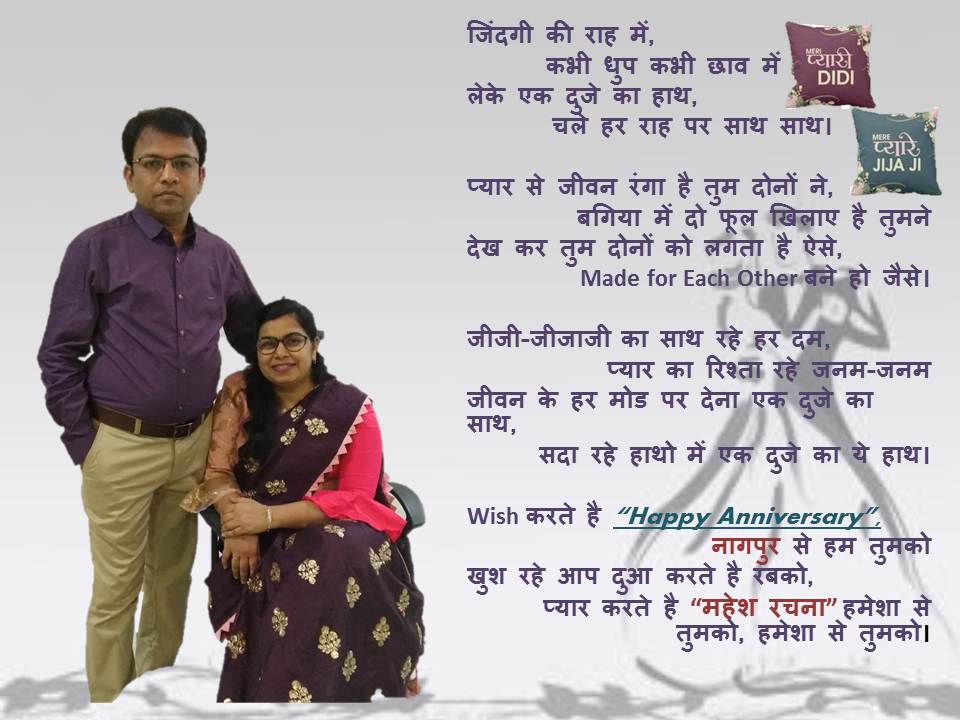 जिंदगी की राह में,
कभी धुप कभी छाव में
लेके एक दुजे का हाथ,
चले हर राह पर साथ साथ।
MERI
प्यारी
DIDI
MERE
प्यारे
JIJA JI
प्यार से जीवन रंगा है तुम दोनों ने,
बगिया में दो फूल खिलाए है तुमने
देख कर तुम दोनों को लगता है ऐसे,
Made for Each Other बने हो जैसे।
जीजी-जीजाजी का साथ रहे हर दम,
प्यार का रिश्ता रहे जनम-जनम
जीवन के हर मोड पर देना एक दुजे का
साथ,
सदा रहे हाथो में एक दुजे का ये हाथ।
Wish करते है “Happy Anniversary”,
नागपुर से हम तुमको
खुश रहे आप दुआ करते है रबको,
प्यार करते है “महेश रचना” हमेशा से
तुमको, हमेशा से तुमको।